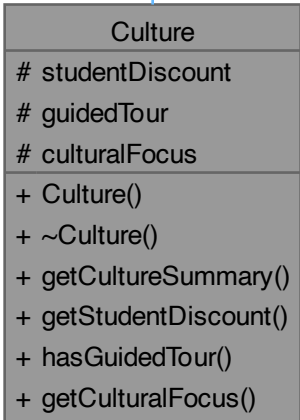 Culture
# studentDiscount
# guidedTour
# culturalFocus
+ Culture()
+ ~Culture()
+ getCultureSummary()
+ getStudentDiscount()
+ hasGuidedTour()
+ getCulturalFocus()